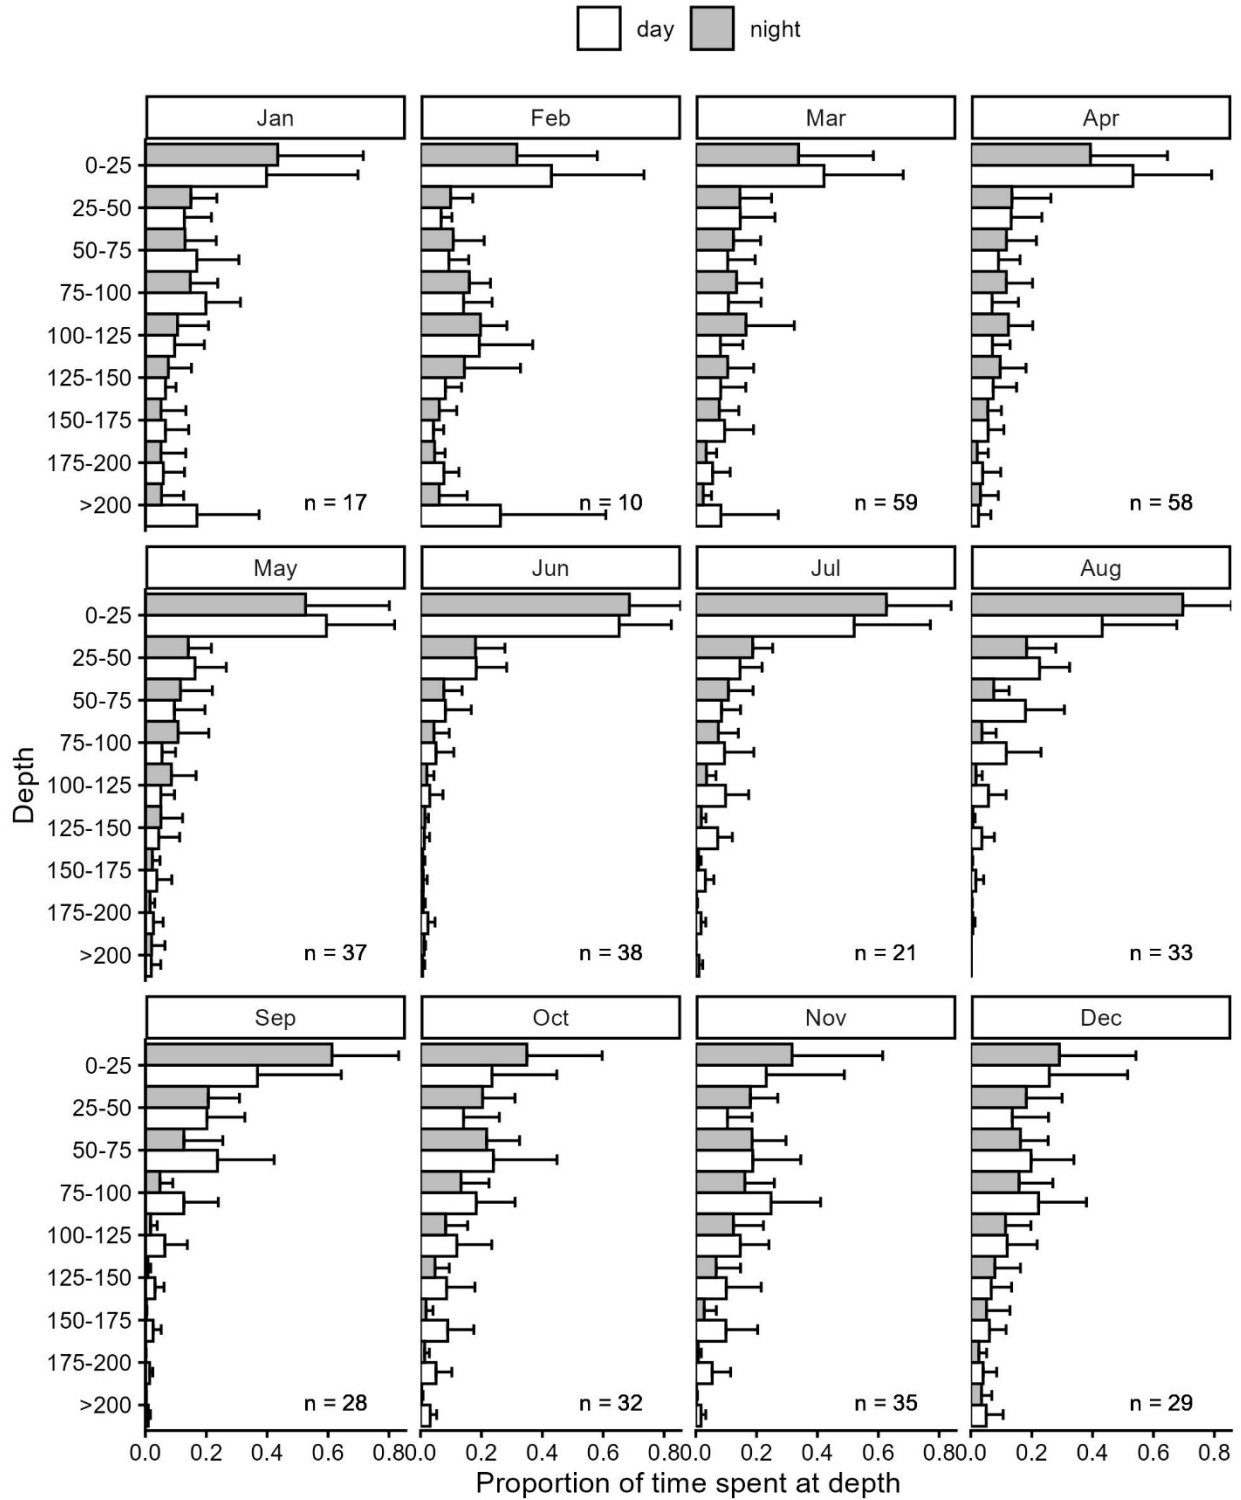 day night
Jan Feb Mar Apr
0-25
25-50
50-75
75-100
100-125
125-150
150-175
175-200
>200
n = 17 n = 10 n = 59 n = 58
May Jun Jul Aug
0-25
25-50
50-75
75-100
100-125
125-150
150-175
175-200
>200
n = 37 n = 38 n = 21 n = 33
Depth
Sep Oct Nov Dec
0-25
25-50
50-75
75-100
100-125
125-150
150-175
175-200
>200
n = 28 n = 32 n = 35 n = 29
0.0 0.2 0.4 0.6 0.8 0.0 0.2 0.4 0.6 0.8 0.0 0.2 0.4 0.6 0.8 0.0 0.2 0.4 0.6 0.8
Proportion of time spent at depth